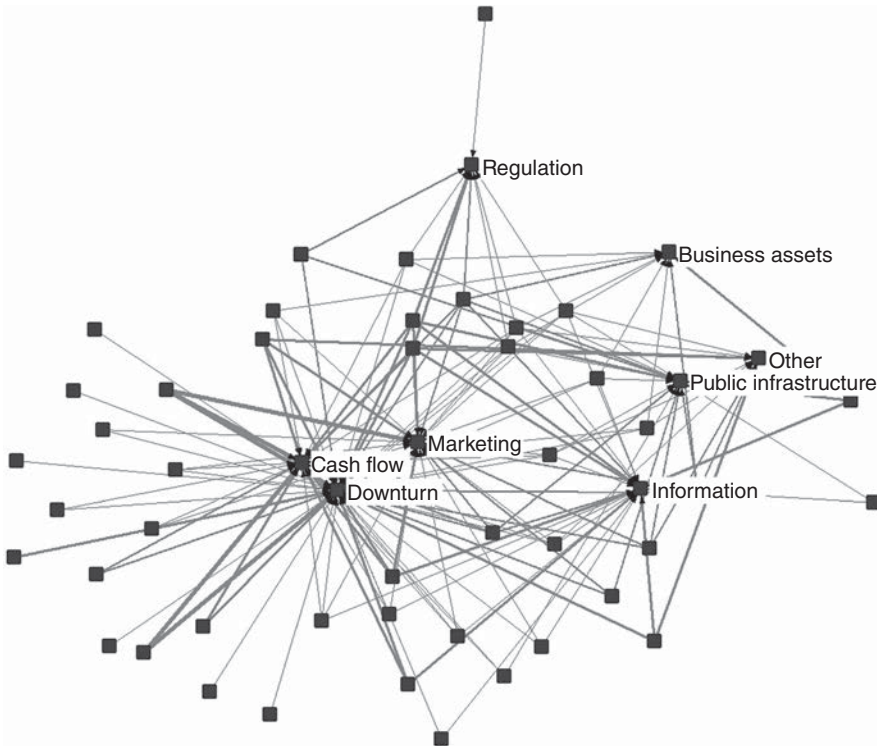 Regulation
Business assets
Other
Public infrastructure
Marketing
Cash flow
Downturn
Information